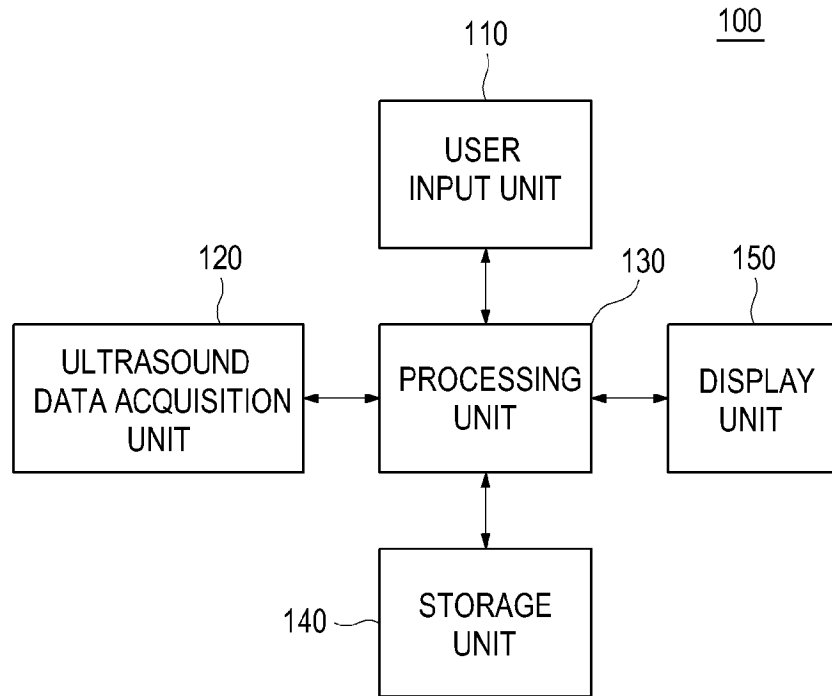 100
110
USER
INPUT UNIT
120
130
150
ULTRASOUND
DATA ACQUISITION
UNIT
PROCESSING
UNIT
DISPLAY
UNIT
140
STORAGE
UNIT